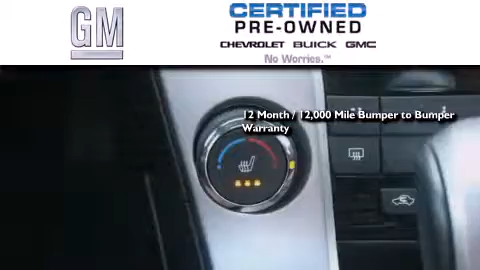 GM
CERTIFIED
PRE-OWNED
CHEVROLET BUICK GMC
No Worries.™
12 Month / 12,000 Mile Bumper to Bumper
Warranty